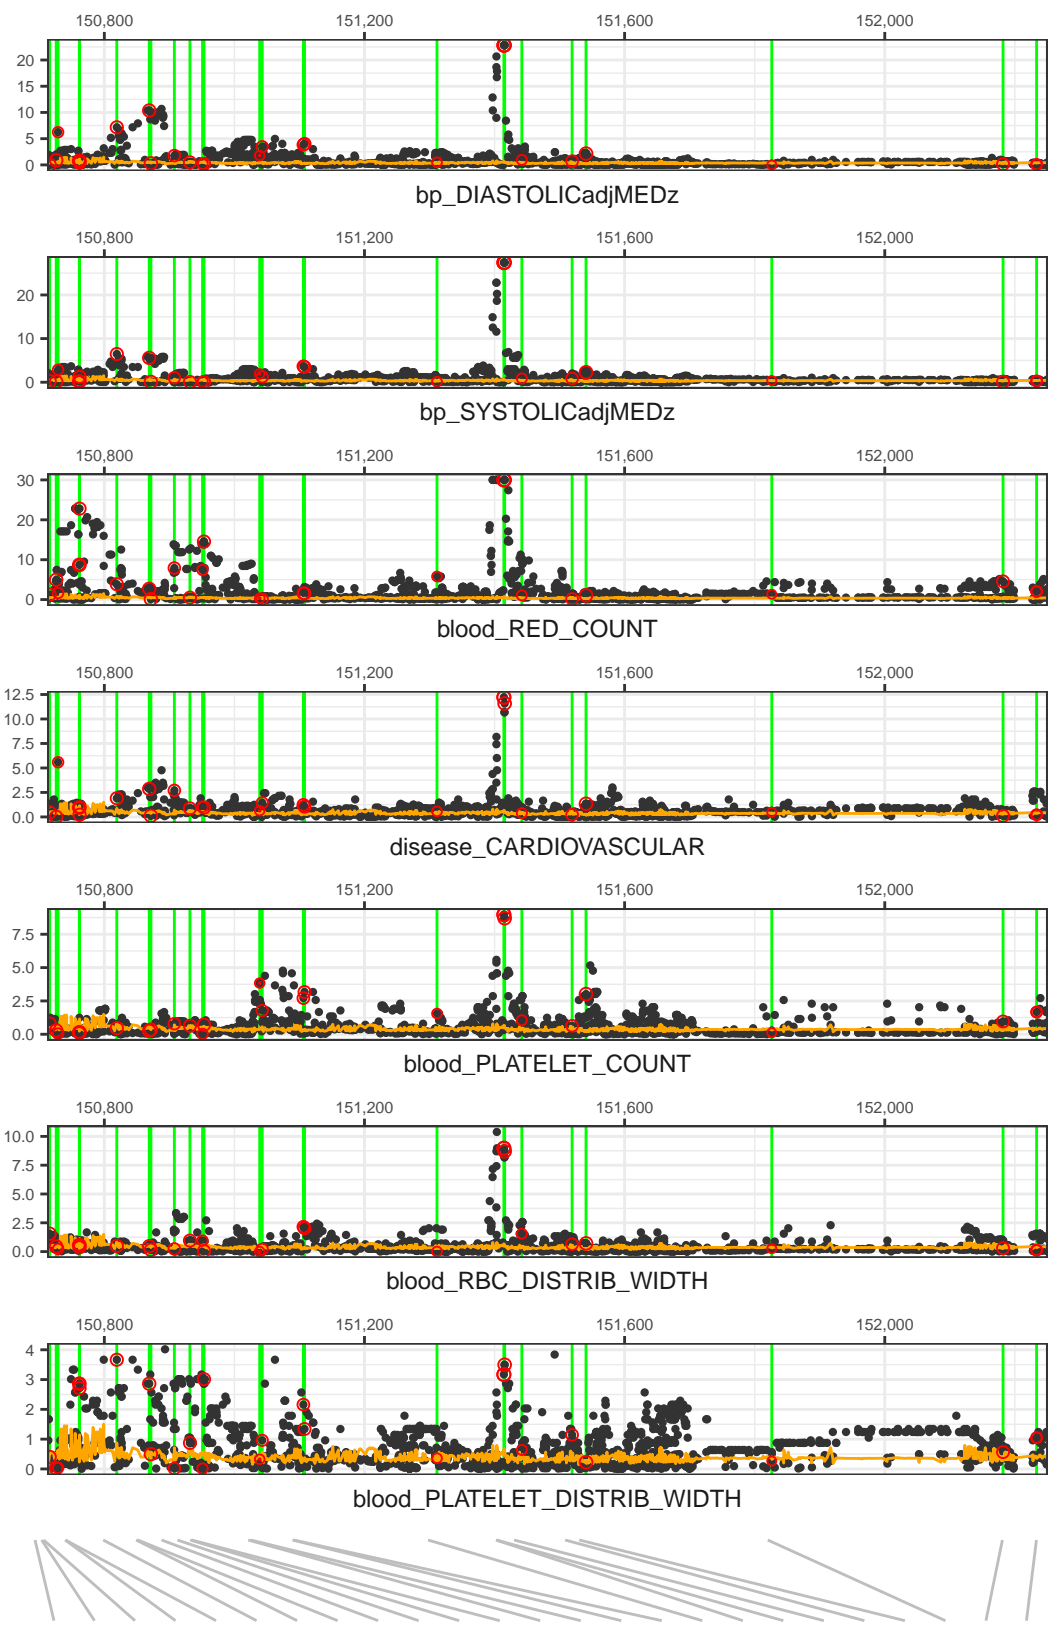 150,800 151,200 151,600 152,000
20
15
10
5
0
bp_DIASTOLICadjMEDz
150,800 151,200 151,600 152,000
20
10
0
bp_SYSTOLICadjMEDz
150,800 151,200 151,600 152,000
30
20
10
0
blood_RED_COUNT
150,800 151,200 151,600 152,000
12.5
10.0
7.5
5.0
2.5
0.0
disease_CARDIOVASCULAR
150,800 151,200 151,600 152,000
7.5
5.0
2.5
0.0
blood_PLATELET_COUNT
150,800 151,200 151,600 152,000
10.0
7.5
5.0
2.5
0.0
blood_RBC_DISTRIB_WIDTH
150,800 151,200 151,600 152,000
4
3
2
1
0
blood_PLATELET_DISTRIB_WIDTH